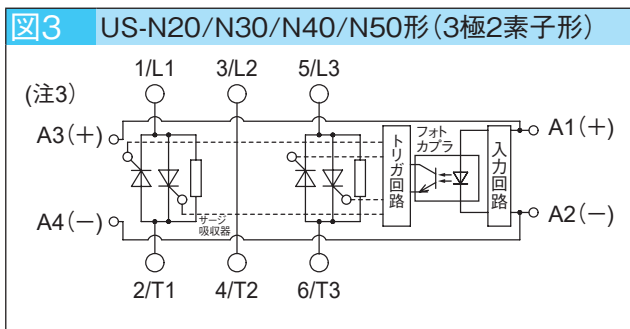 図3 US-N20/N30/N40/N50形(3極2素子形)
1/L1 3/L2 5/L3
(注3)
A3(+)
A4(−)
サージ
吸収器
トリガ回路
フォト
カプラ
入力回路
A1(+)
A2(−)
2/T1 4/T2 6/T3